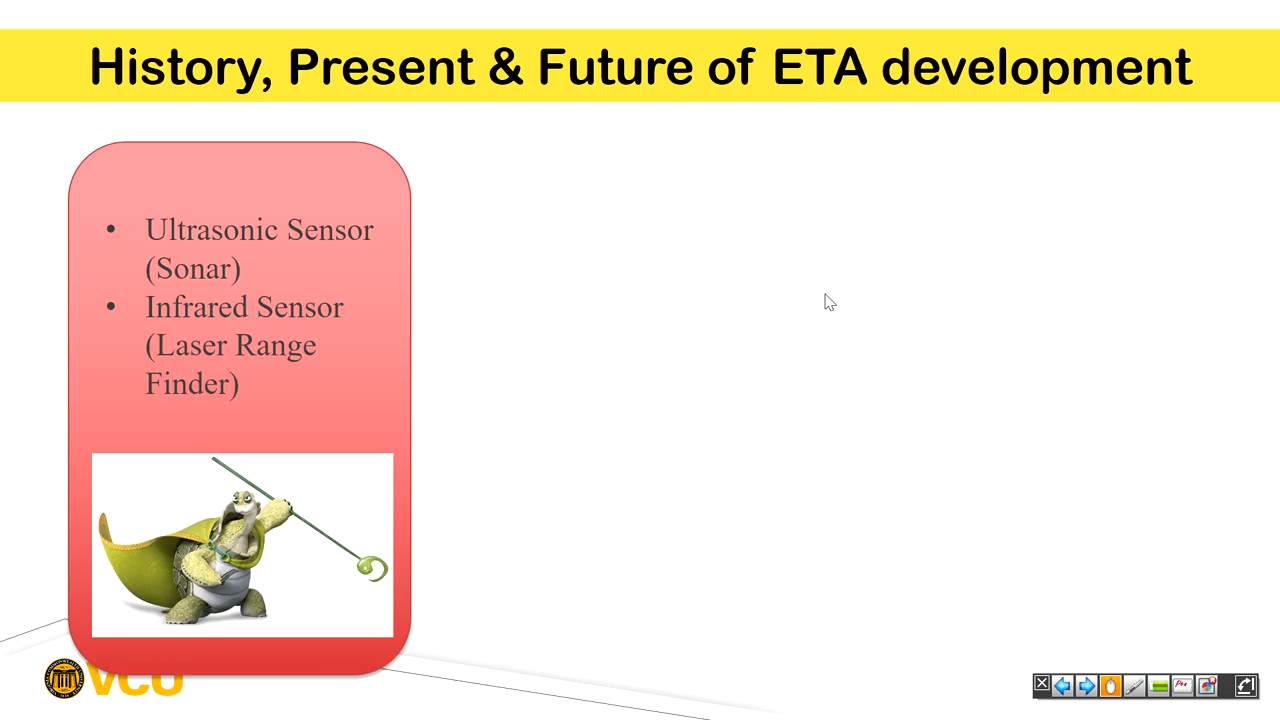 History, Present & Future of ETA development
• Ultrasonic Sensor
(Sonar)
• Infrared Sensor
(Laser Range
Finder)
VCU